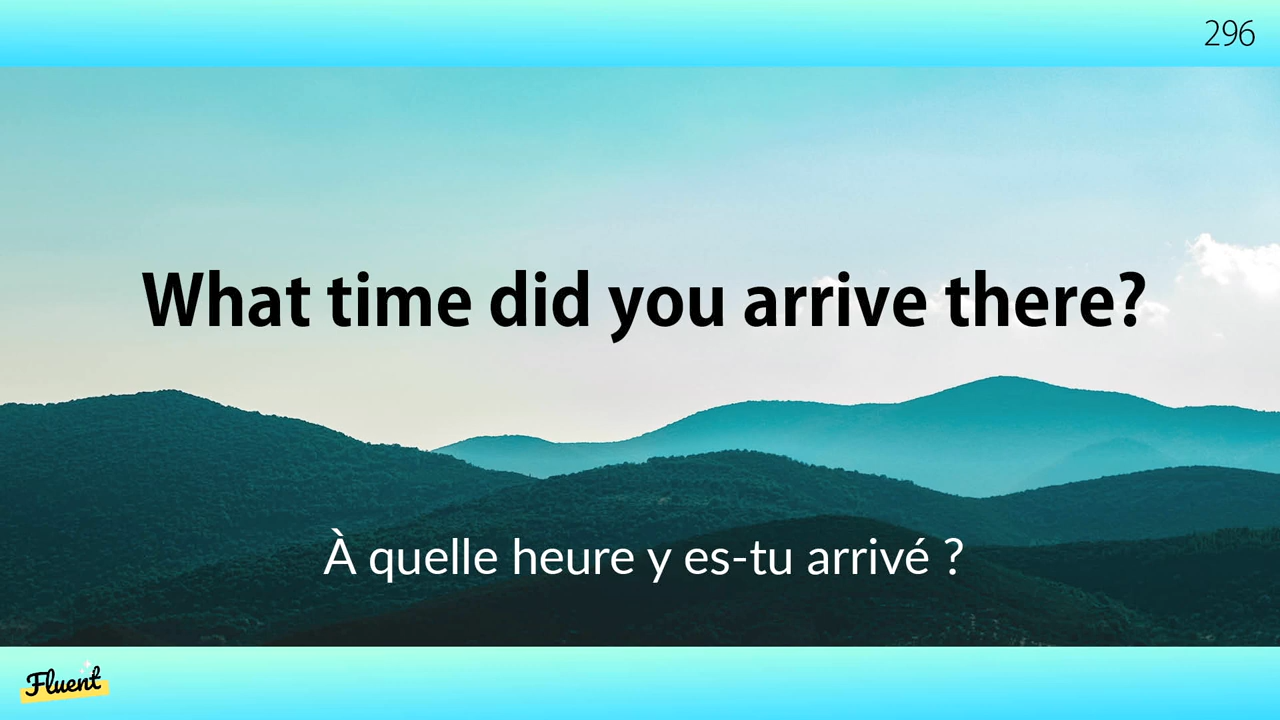 296
What time did you arrive there?
À quelle heure y es-tu arrivé ?
Fluent